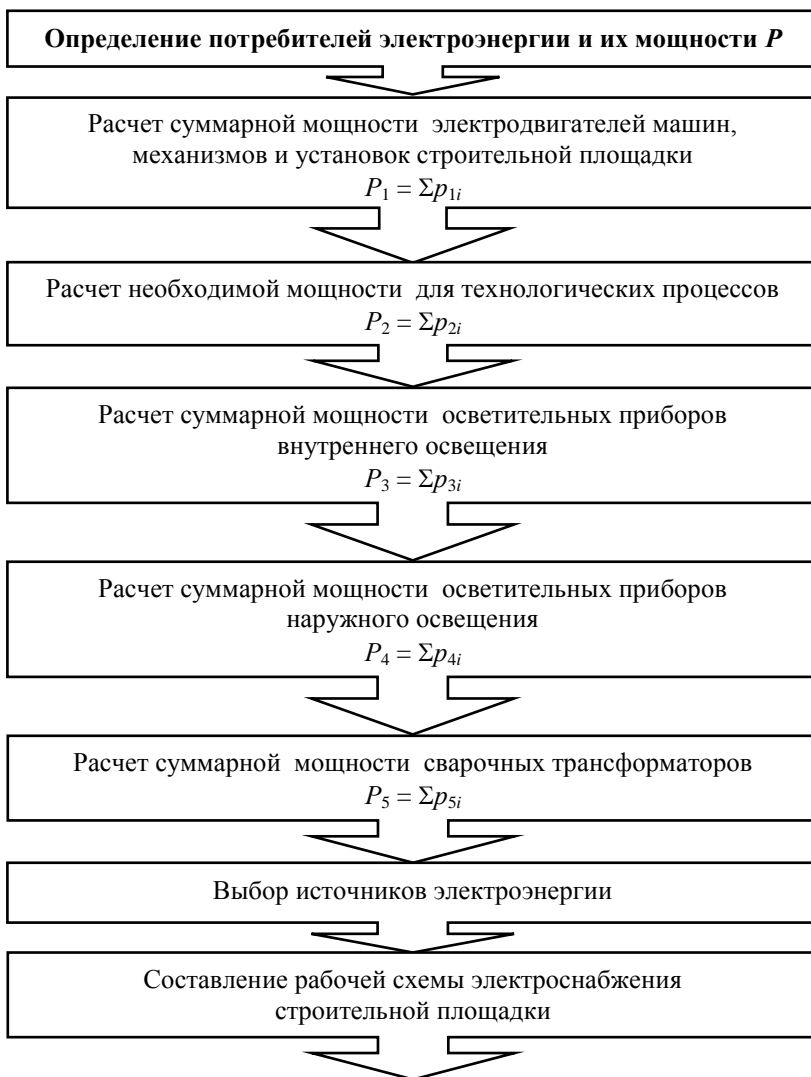 Определение потребителей электроэнергии и их мощности P
Расчет суммарной мощности электродвигателей машин,
механизмов и установок строительной площадки
P₁ = Σp₁ᵢ
Расчет необходимой мощности для технологических процессов
P₂ = Σp₂ᵢ
Расчет суммарной мощности осветительных приборов
внутреннего освещения
P₃ = Σp₃ᵢ
Расчет суммарной мощности осветительных приборов
наружного освещения
P₄ = Σp₄ᵢ
Расчет суммарной мощности сварочных трансформаторов
P₅ = Σp₅ᵢ
Выбор источников электроэнергии
Составление рабочей схемы электроснабжения
строительной площадки